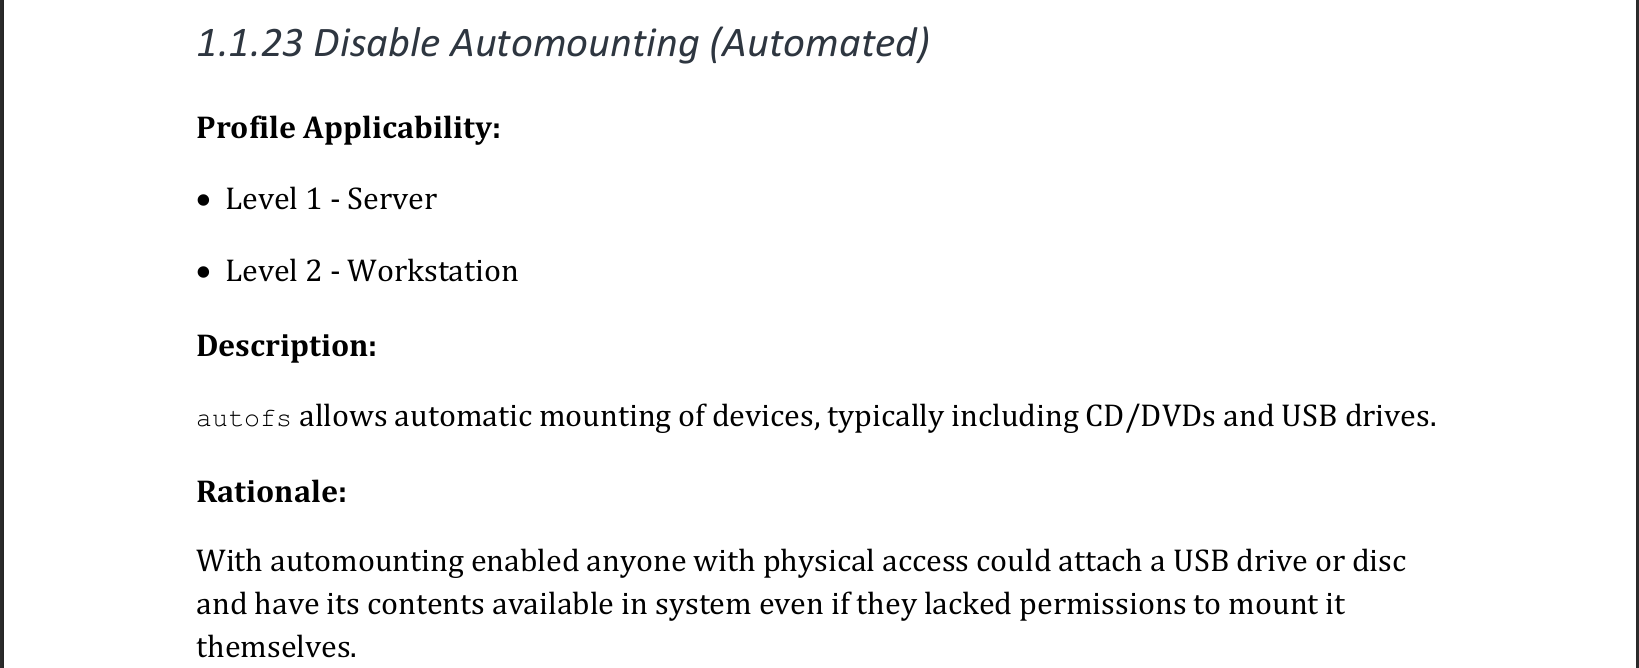 1.1.23 Disable Automounting (Automated)
Profile Applicability:
• Level 1 - Server
• Level 2 - Workstation
Description:
autofs allows automatic mounting of devices, typically including CD/DVDs and USB drives.
Rationale:
With automounting enabled anyone with physical access could attach a USB drive or disc
and have its contents available in system even if they lacked permissions to mount it
themselves.